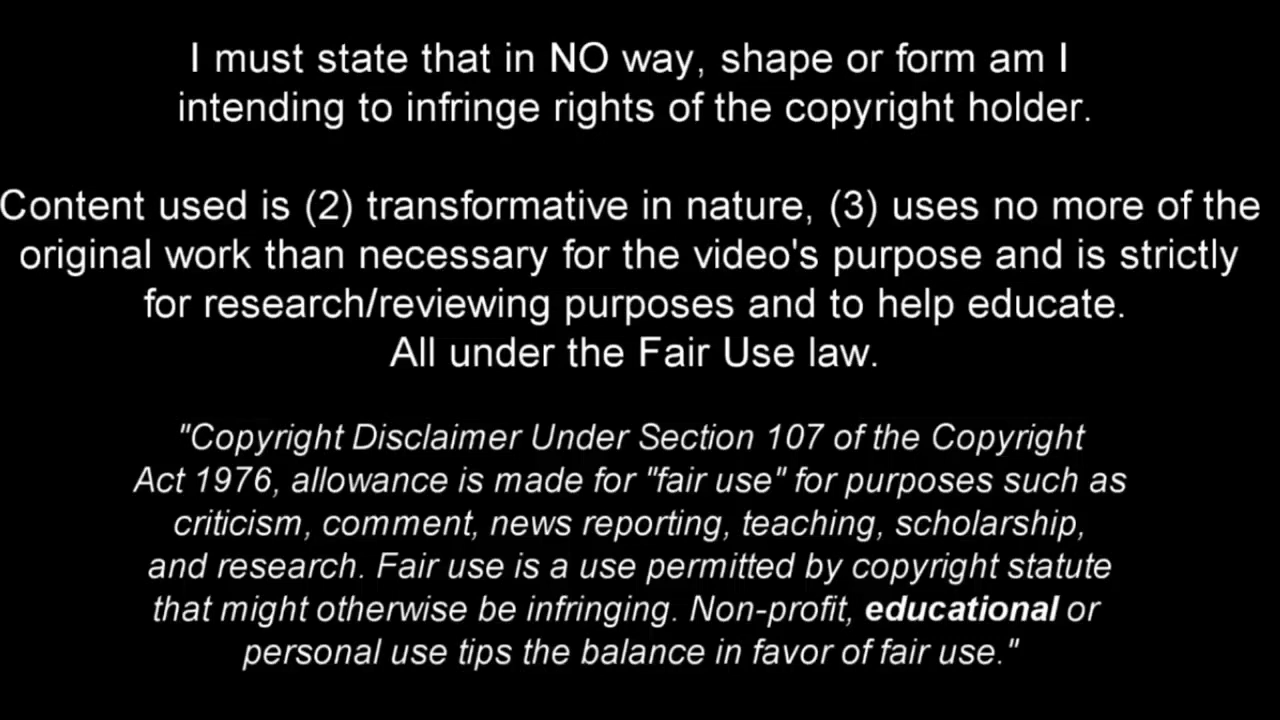 I must state that in NO way, shape or form am I
intending to infringe rights of the copyright holder.
Content used is (2) transformative in nature, (3) uses no more of the
original work than necessary for the video's purpose and is strictly
for research/reviewing purposes and to help educate.
All under the Fair Use law.
"Copyright Disclaimer Under Section 107 of the Copyright
Act 1976, allowance is made for "fair use" for purposes such as
criticism, comment, news reporting, teaching, scholarship,
and research. Fair use is a use permitted by copyright statute
that might otherwise be infringing. Non-profit, educational or
personal use tips the balance in favor of fair use."